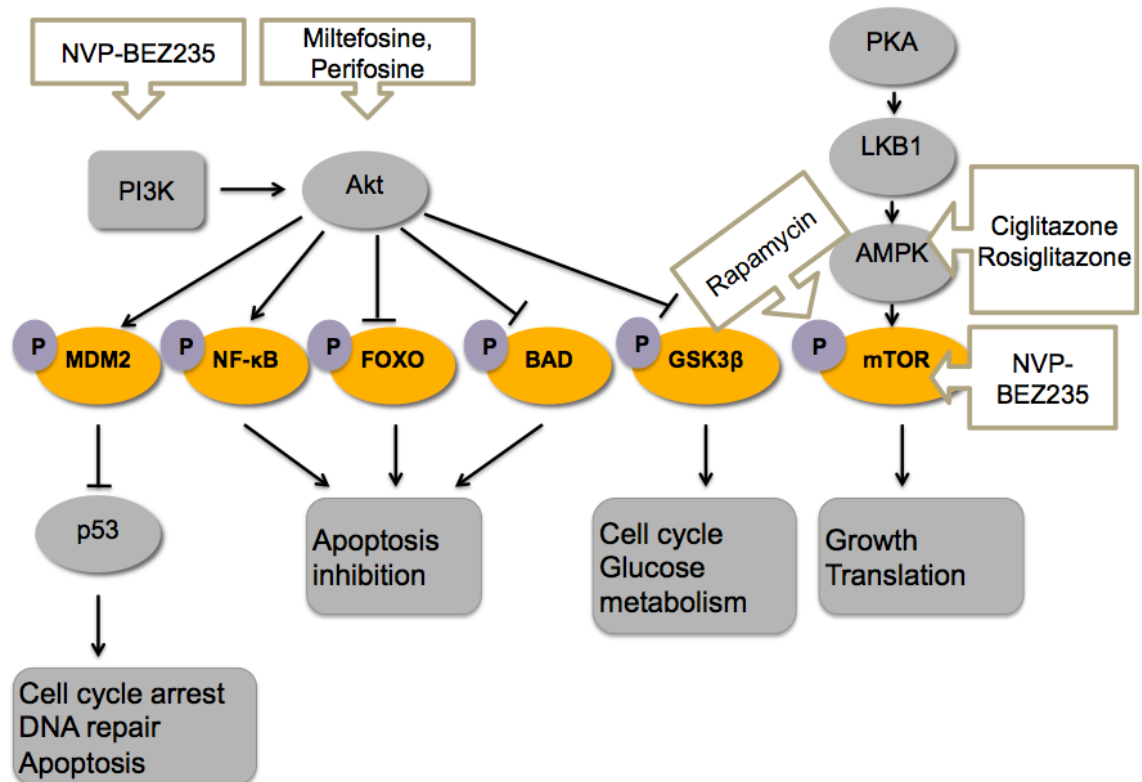 NVP-BEZ235
Miltefosine,
Perifosine
PKA
LKB1
PI3K
Akt
Rapamycin
AMPK
Ciglitazone
Rosiglitazone
P
MDM2
P
NF-κB
P
FOXO
P
BAD
P
GSK3β
P
mTOR
NVP-
BEZ235
p53
Apoptosis
inhibition
Cell cycle
Glucose
metabolism
Growth
Translation
Cell cycle arrest
DNA repair
Apoptosis